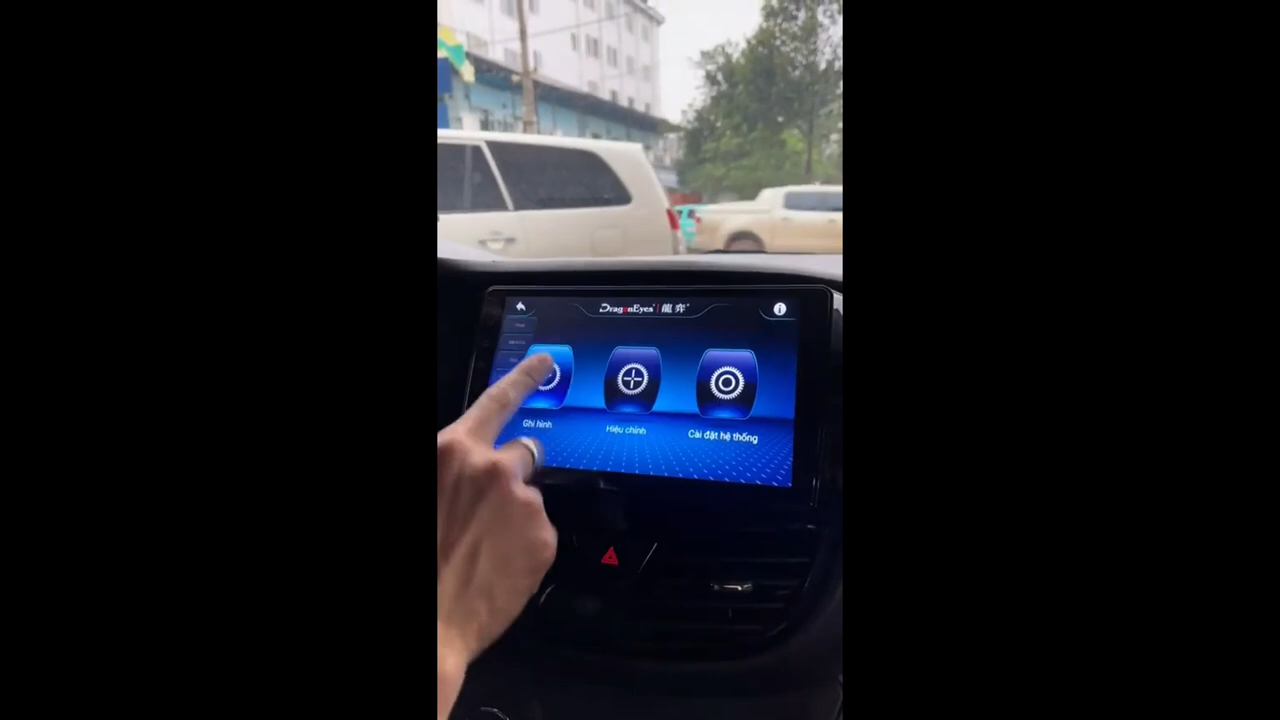 DragonEyes | 龍弈
Ghi hình
Hiệu chỉnh
Cài đặt hệ thống